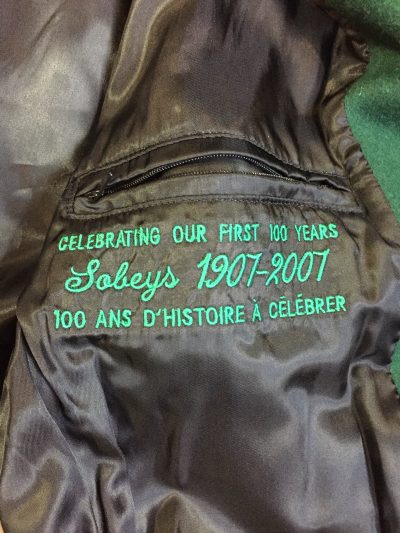 CELEBRATING OUR FIRST 100 YEARS
Sobeys 1907-2007
100 ANS D'HISTOIRE À CÉLÉBRER